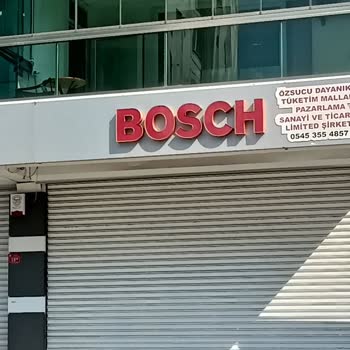 BOSCH
ÖZSUCU DAYANIK
TÜKETİM MALLA
PAZARLAMA T
SANAYİ VE TİCAR
LİMİTED ŞİRKET
0545 355 4857